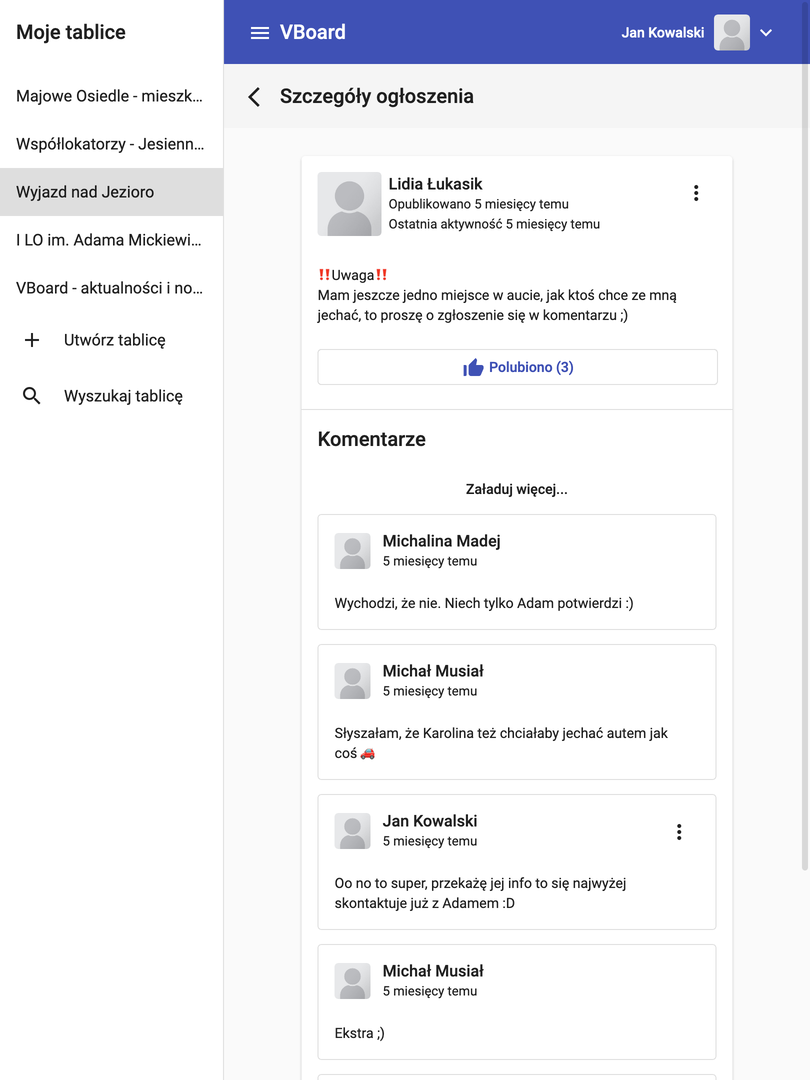 Moje tablice
Majowe Osiedle - mieszk...
Współlokatorzy - Jesienn...
Wyjazd nad Jezioro
I LO im. Adama Mickiewi...
VBoard - aktualności i no...
Utwórz tablicę
Wyszukaj tablicę
VBoard
Jan Kowalski
Szczegóły ogłoszenia
Lidia Łukasik
Opublikowano 5 miesięcy temu
Ostatnia aktywność 5 miesięcy temu
‼️Uwaga‼️
Mam jeszcze jedno miejsce w aucie, jak ktoś chce ze mną
jechać, to proszę o zgłoszenie się w komentarzu ;)
Polubiono (3)
Komentarze
Załaduj więcej...
Michalina Madej
5 miesięcy temu
Wychodzi, że nie. Niech tylko Adam potwierdzi :)
Michał Musiał
5 miesięcy temu
Słyszałam, że Karolina też chciałaby jechać autem jak
coś 🚗
Jan Kowalski
5 miesięcy temu
Oo no to super, przekażę jej info to się najwyżej
skontaktuje już z Adamem :D
Michał Musiał
5 miesięcy temu
Ekstra ;)